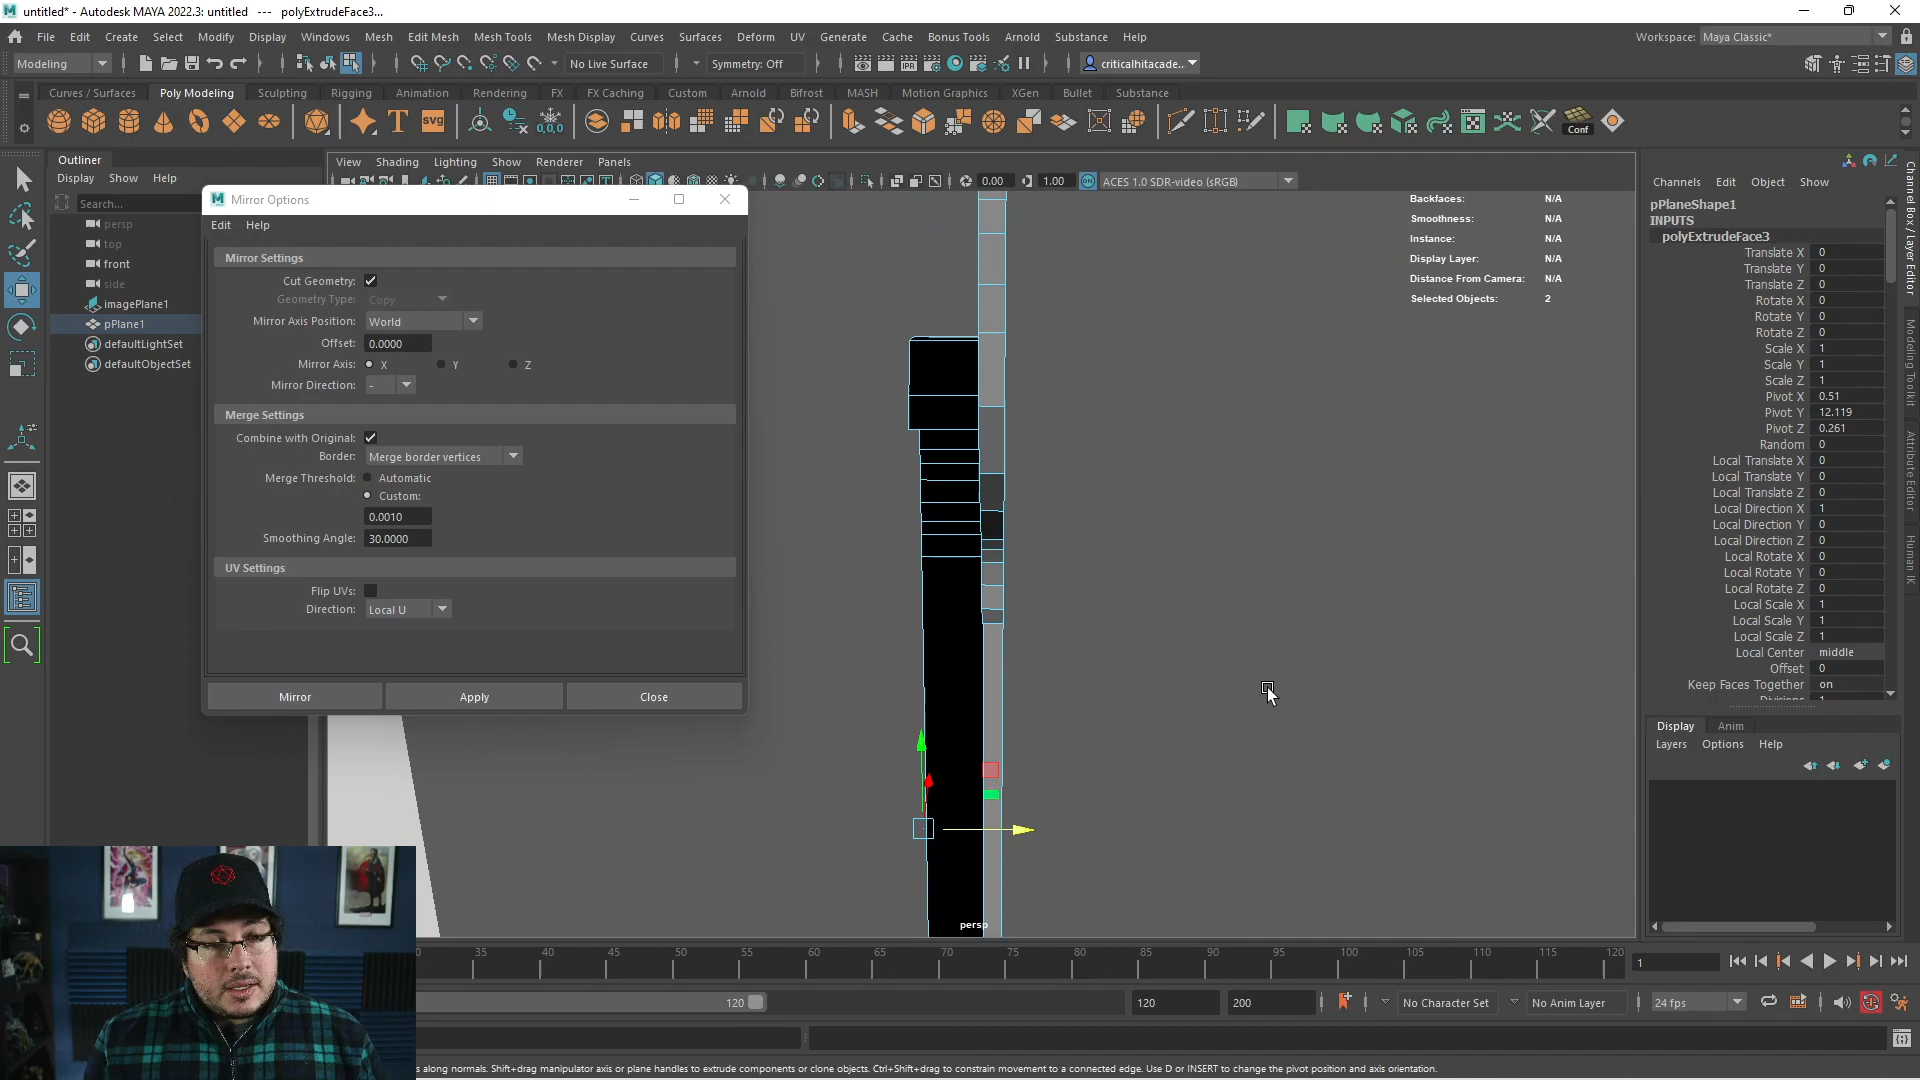 untitled* - Autodesk MAYA 2022.3: untitled   ---   polyExtrudeFace3...
File Edit Create Select Modify Display Windows Mesh Edit Mesh Mesh Tools Mesh Display Curves Surfaces Deform UV Generate Cache Bonus Tools Arnold Substance Help
Workspace: Maya Classic*
Modeling No Live Surface Symmetry: Off criticalhitacade..
Curves / Surfaces Poly Modeling Sculpting Rigging Animation Rendering FX FX Caching Custom Arnold Bifrost MASH Motion Graphics XGen Bullet Substance
T svg 0,0,0 Conf
Outliner
Display Show Help
Search...
persp
top
front
side
imagePlane1
pPlane1
defaultLightSet
defaultObjectSet
View Shading Lighting Show Renderer Panels
0.00 1.00 ACES 1.0 SDR-video (sRGB)
Mirror Options
Edit Help
Mirror Settings
Cut Geometry:
Geometry Type: Copy
Mirror Axis Position: World
Offset: 0.0000
Mirror Axis: X Y Z
Mirror Direction: -
Merge Settings
Combine with Original:
Border: Merge border vertices
Merge Threshold: Automatic
Custom:
0.0010
Smoothing Angle: 30.0000
UV Settings
Flip UVs:
Direction: Local U
Mirror Apply Close
Backfaces: N/A
Smoothness: N/A
Instance: N/A
Display Layer: N/A
Distance From Camera: N/A
Selected Objects: 2
persp
Channels Edit Object Show
pPlaneShape1
INPUTS
polyExtrudeFace3
Translate X 0
Translate Y 0
Translate Z 0
Rotate X 0
Rotate Y 0
Rotate Z 0
Scale X 1
Scale Y 1
Scale Z 1
Pivot X 0.51
Pivot Y 12.119
Pivot Z 0.261
Random 0
Local Translate X 0
Local Translate Y 0
Local Translate Z 0
Local Direction X 1
Local Direction Y 0
Local Direction Z 0
Local Rotate X 0
Local Rotate Y 0
Local Rotate Z 0
Local Scale X 1
Local Scale Y 1
Local Scale Z 1
Local Center middle
Offset 0
Keep Faces Together on
Display Anim
Layers Options Help
Channel Box / Layer Editor
Modeling Toolkit
Attribute Editor
Human IK
35 40 45 50 55 60 65 70 75 80 85 90 95 100 105 110 115 120
1
120 120 200 No Character Set No Anim Layer 24 fps
s along normals. Shift+drag manipulator axis or plane handles to extrude components or clone objects. Ctrl+Shift+drag to constrain movement to a connected edge. Use D or INSERT to change the pivot position and axis orientation.